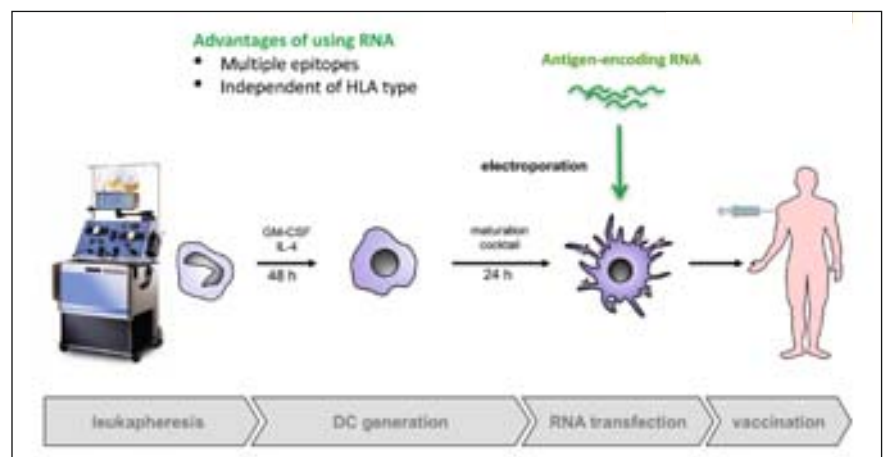 Advantages of using RNA
• Multiple epitopes
• Independent of HLA type
Antigen-encoding RNA
electroporation
GM-CSF
IL-4
48 h
maturation
cocktail
24 h
leukapheresis
DC generation
RNA transfection
vaccination